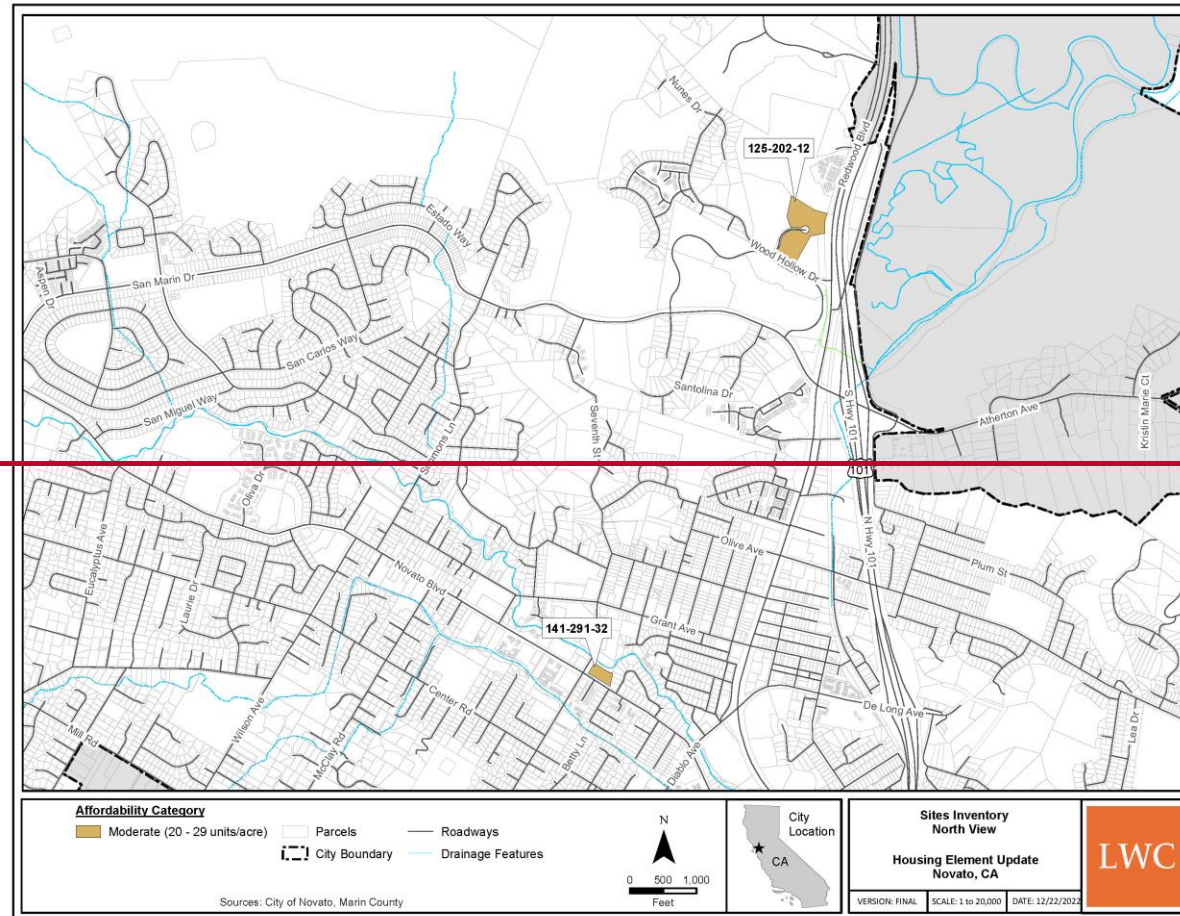 Nunes Dr
125-202-12
Redwood Blvd
Estado Way
Wood Hollow Dr
Aspen Dr
San Marin Dr
San Carlos Way
San Miguel Way
Santolina Dr
Seventh St
S Hwy 101
Atherton Ave
Kristin Marie Ct
Simmons Ln
101
Oliva Dr
Eucalyptus Ave
Laurie Dr
Novato Blvd
Olive Ave
N Hwy 101
Plum St
Grant Ave
141-291-32
Center Rd
Wilson Ave
McClay Rd
Mill Rd
Betty Ln
Diablo Ave
De Long Ave
Lea Dr
Affordability Category
Moderate (20 - 29 units/acre)
Parcels
Roadways
City Boundary
Drainage Features
Sources: City of Novato, Marin County
N
0 500 1,000
Feet
City
Location
CA
Sites Inventory
North View
Housing Element Update
Novato, CA
VERSION: FINAL
SCALE: 1 to 20,000
DATE: 12/22/2022
LWC